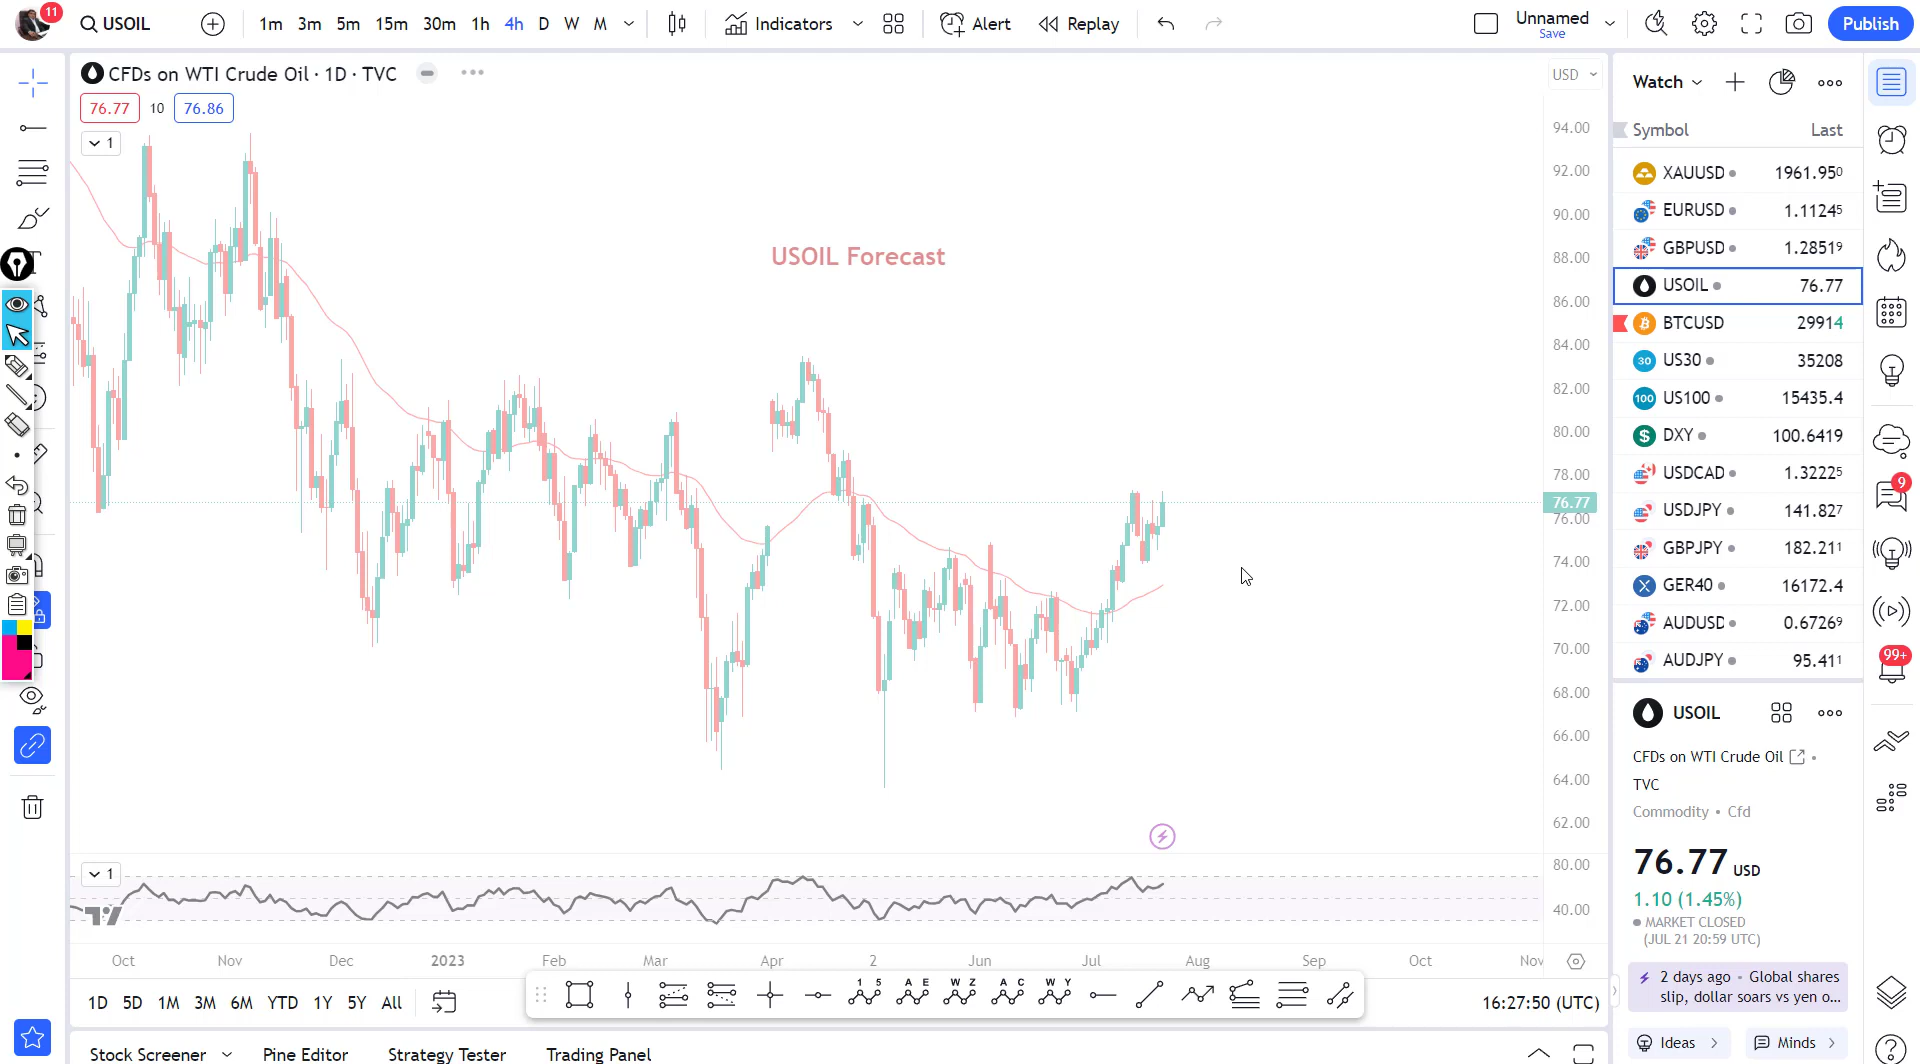 11
USOIL
1m 3m 5m 15m 30m 1h 4h D W M
Indicators
Alert
Replay
Unnamed
Save
Publish
CFDs on WTI Crude Oil · 1D · TVC
USD
76.77 10 76.86
1
USOIL Forecast
94.00
92.00
90.00
88.00
86.00
84.00
82.00
80.00
78.00
76.77
76.00
74.00
72.00
70.00
68.00
66.00
64.00
62.00
1
80.00
40.00
Oct Nov Dec 2023 Feb Mar Apr 2 Jun Jul Aug Sep Oct Nov
1D 5D 1M 3M 6M YTD 1Y 5Y All
1 5
A E
W Z
A C
W Y
16:27:50 (UTC)
Stock Screener
Pine Editor
Strategy Tester
Trading Panel
Watch
Symbol Last
XAUUSD 1961.950
EURUSD 1.11245
GBPUSD 1.28519
USOIL 76.77
BTCUSD 29914
30 US30 35208
100 US100 15435.4
$ DXY 100.6419
USDCAD 1.32225
USDJPY 141.827
GBPJPY 182.211
GER40 16172.4
AUDUSD 0.67269
AUDJPY 95.411
9
99+
USOIL
CFDs on WTI Crude Oil •
TVC
Commodity • Cfd
76.77 USD
1.10 (1.45%)
MARKET CLOSED
(JUL 21 20:59 UTC)
2 days ago • Global shares
slip, dollar soars vs yen o...
Ideas
Minds